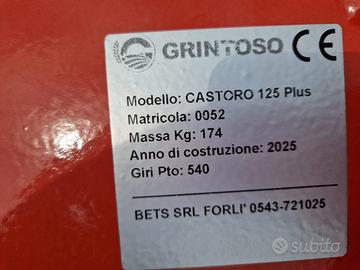 GRINTOSO CE
Modello: CASTORO 125 Plus
Matricola: 0052
Massa Kg: 174
Anno di costruzione: 2025
Giri Pto: 540
BETS SRL FORLI' 0543-721025
subito